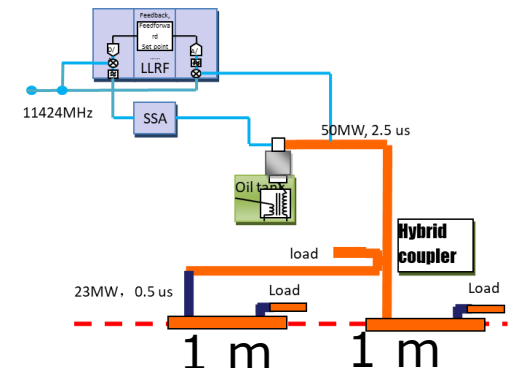 Feedback,
Feedforwa
rd
Set point
......
D/
A/
LLRF
11424MHz
SSA
50MW, 2.5 us
Oil tank
Hybrid
coupler
load
23MW，0.5 us
Load
Load
1 m
1 m